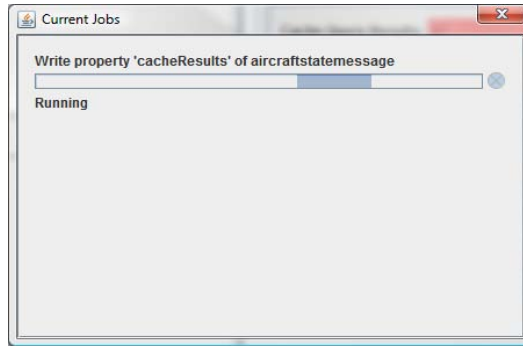 Current Jobs
Write property 'cacheResults' of aircraftstatemessage
Running